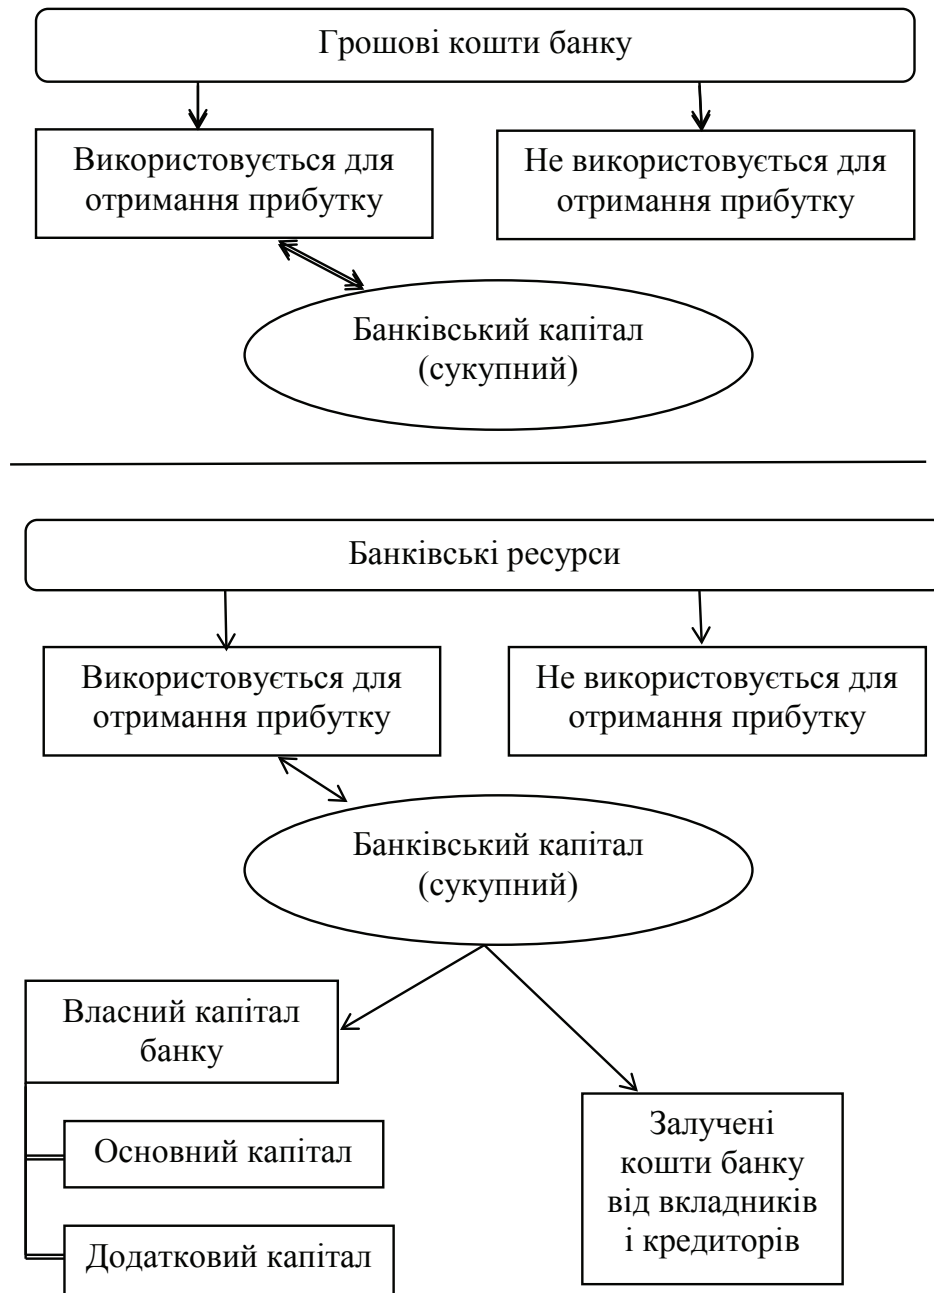 Грошові кошти банку
Використовується для
отримання прибутку
Не використовується для
отримання прибутку
Банківський капітал
(сукупний)
Банківські ресурси
Використовується для
отримання прибутку
Не використовується для
отримання прибутку
Банківський капітал
(сукупний)
Власний капітал
банку
Основний капітал
Додатковий капітал
Залучені
кошти банку
від вкладників
і кредиторів